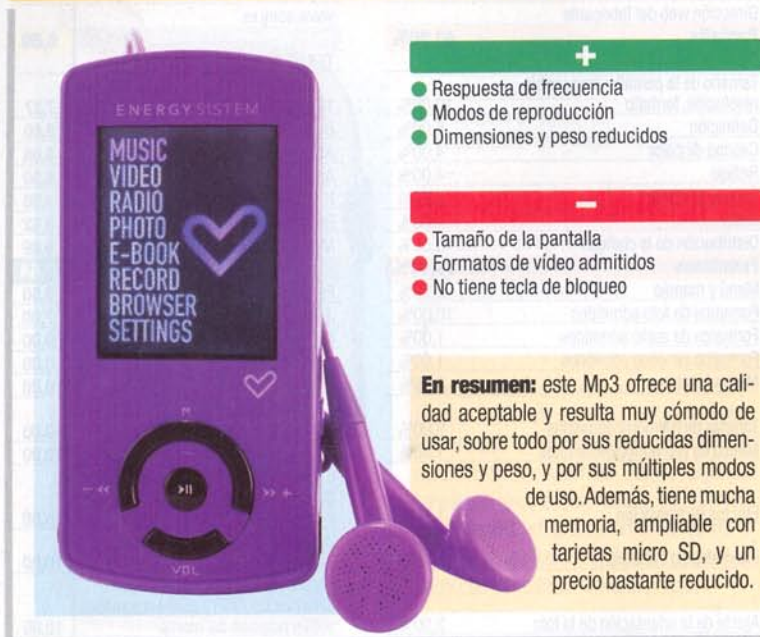 ENERGY SISTEM
MUSIC
VIDEO
RADIO
PHOTO
E-BOOK
RECORD
BROWSER
SETTINGS
M
VOL
+
Respuesta de frecuencia
Modos de reproducción
Dimensiones y peso reducidos
−
Tamaño de la pantalla
Formatos de vídeo admitidos
No tiene tecla de bloqueo
En resumen: este Mp3 ofrece una cali-
dad aceptable y resulta muy cómodo de
usar, sobre todo por sus reducidas dimen-
siones y peso, y por sus múltiples modos
de uso. Además, tiene mucha
memoria, ampliable con
tarjetas micro SD, y un
precio bastante reducido.